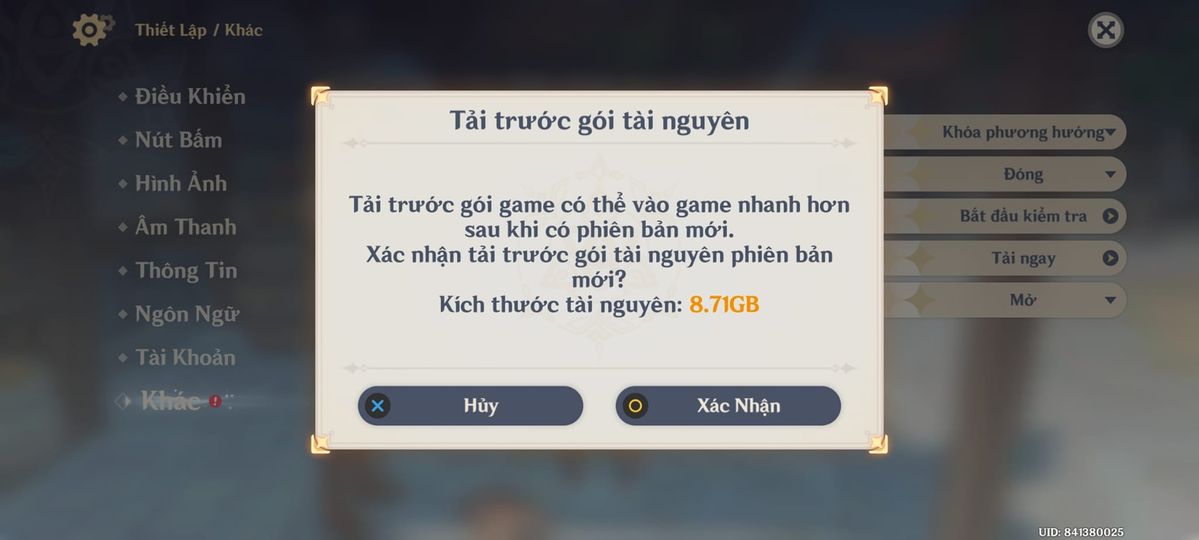 Thiết Lập / Khác
Điều Khiển
Nút Bấm
Hình Ảnh
Âm Thanh
Thông Tin
Ngôn Ngữ
Tài Khoản
Khác
Tải trước gói tài nguyên
Tải trước gói game có thể vào game nhanh hơn
sau khi có phiên bản mới.
Xác nhận tải trước gói tài nguyên phiên bản
mới?
Kích thước tài nguyên: 8.71GB
Hủy
Xác Nhận
Khóa phương hướng
Đóng
Bắt đầu kiểm tra
Tải ngay
Mở
UID: 841380025